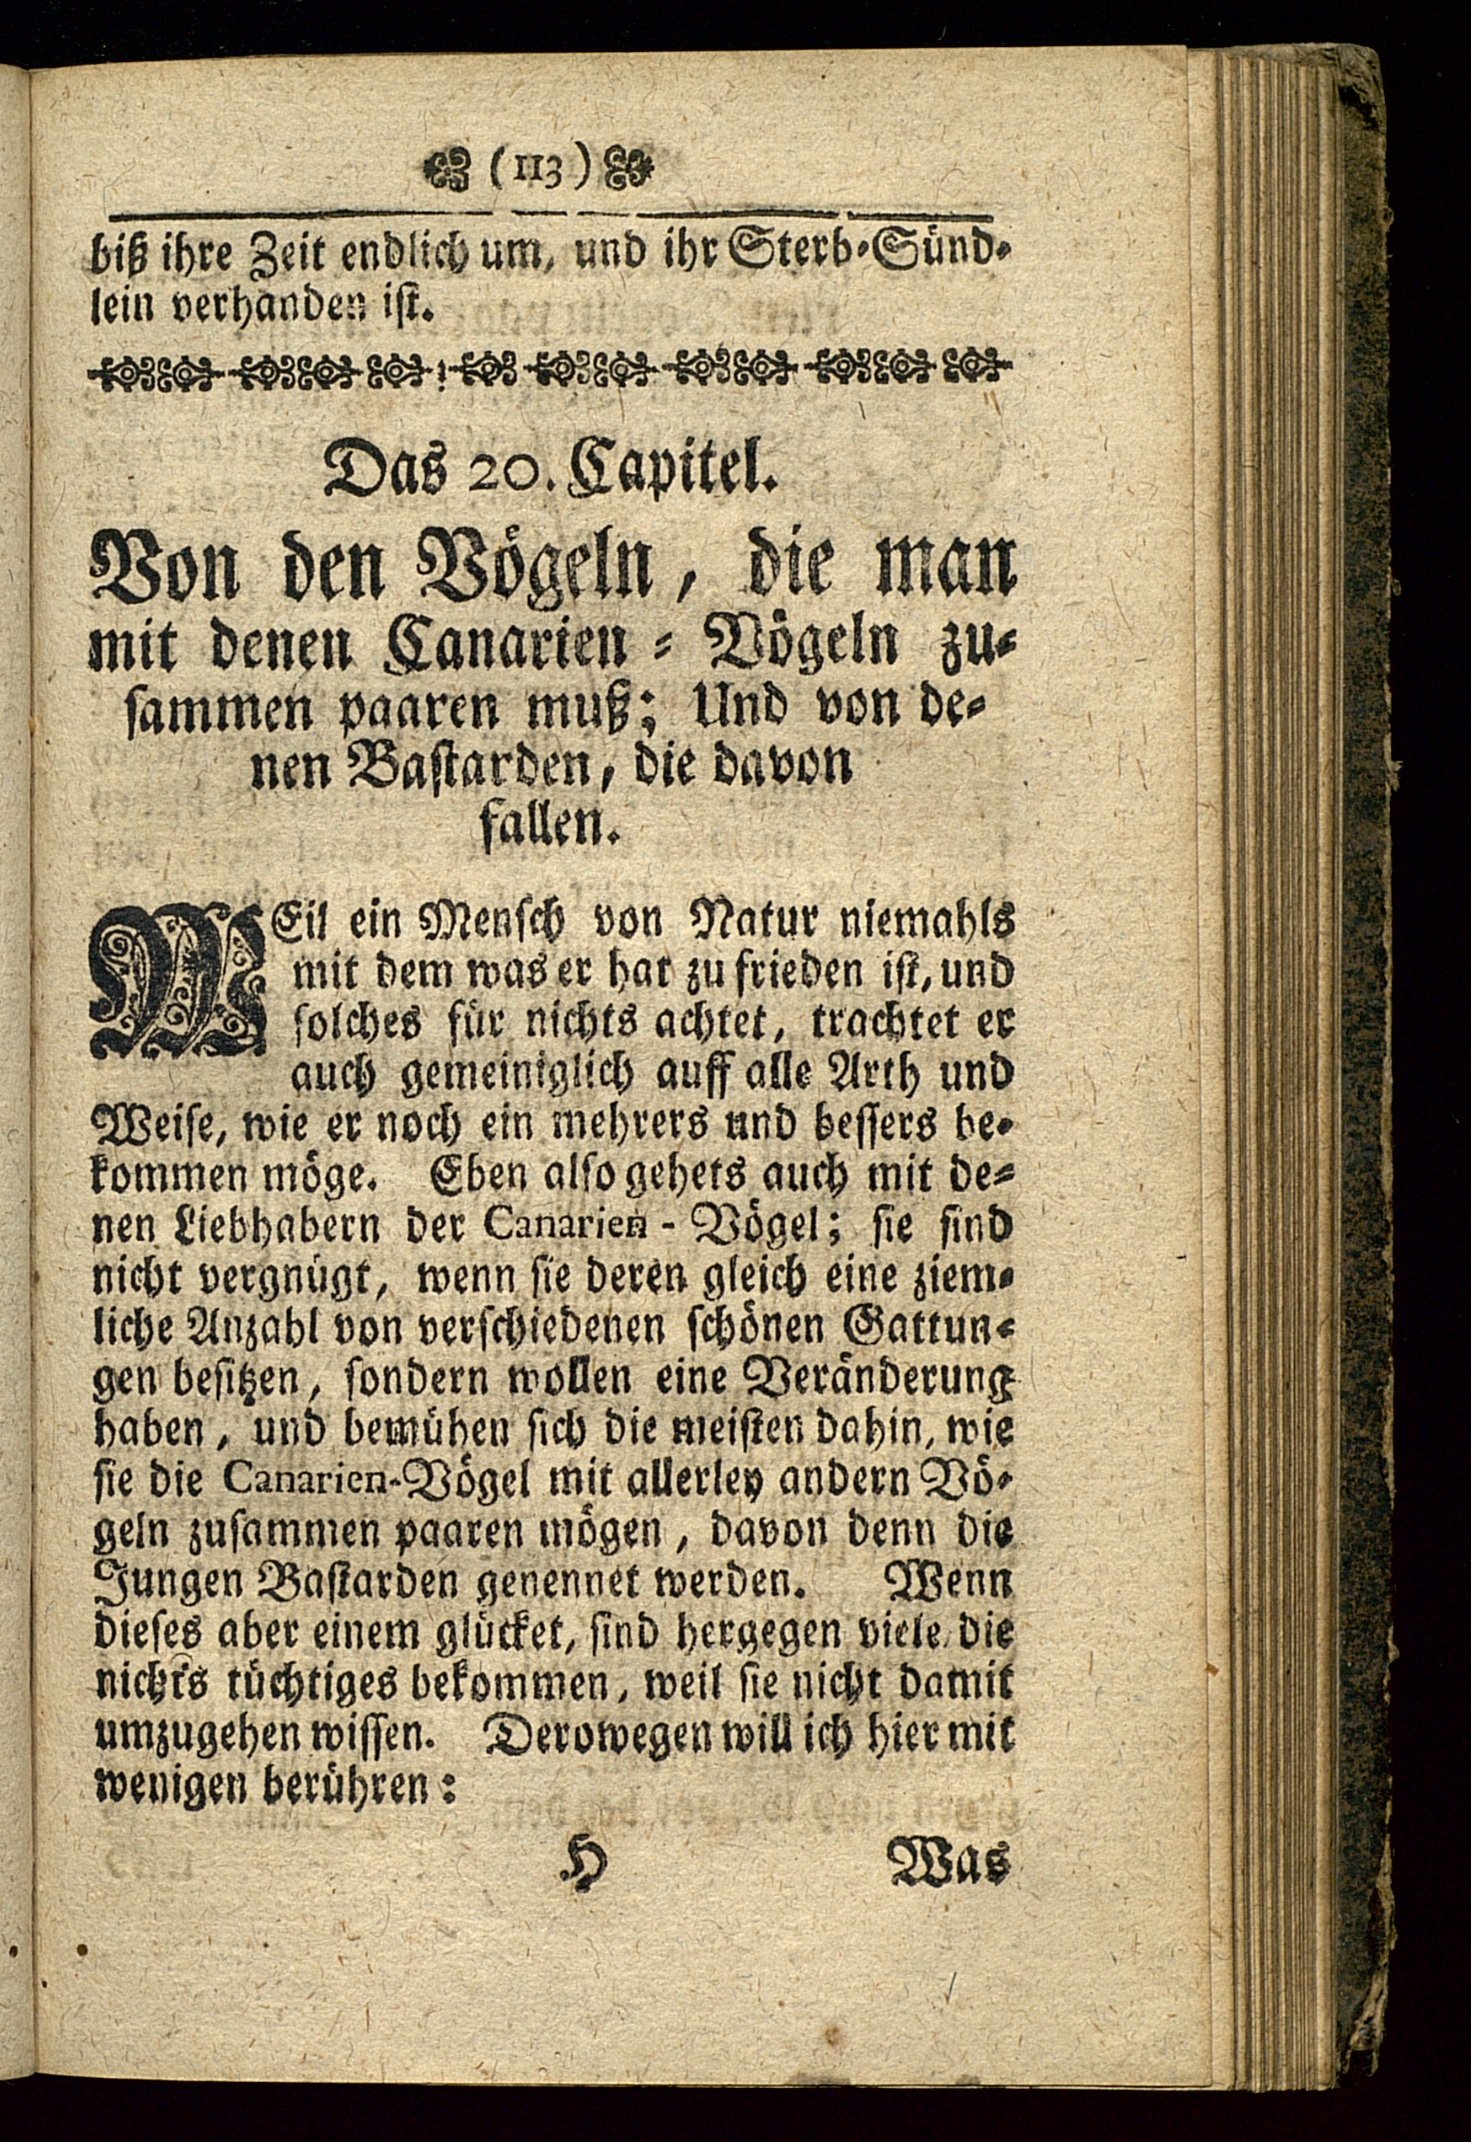 (113)
biß ihre Zeit endlich um, und ihr Sterb-Sünd-
lein verhanden ist.
Das 20. Capitel.
Von den Vögeln, die man
mit denen Canarien-Vögeln zu-
sammen paaren muß; Und von de-
nen Bastarden, die davon
fallen.
WEil ein Mensch von Natur niemahls
mit dem was er hat zu frieden ist, und
solches für nichts achtet, trachtet er
auch gemeiniglich auff alle Arth und
Weise, wie er noch ein mehrers und bessers be-
kommen möge. Eben also gehets auch mit de-
nen Liebhabern der Canarien-Vögel; sie sind
nicht vergnügt, wenn sie deren gleich eine ziem-
liche Anzahl von verschiedenen schönen Gattun-
gen besitzen, sondern wollen eine Veränderung
haben, und bemühen sich die meisten dahin, wie
sie die Canarien-Vögel mit allerley andern Vö-
geln zusammen paaren mögen, davon denn die
Jungen Bastarden genennet werden. Wenn
dieses aber einem glücket, sind hergegen viele die
nichts tüchtiges bekommen, weil sie nicht damit
umzugehen wissen. Derowegen will ich hier mit
wenigen berühren:
H Was